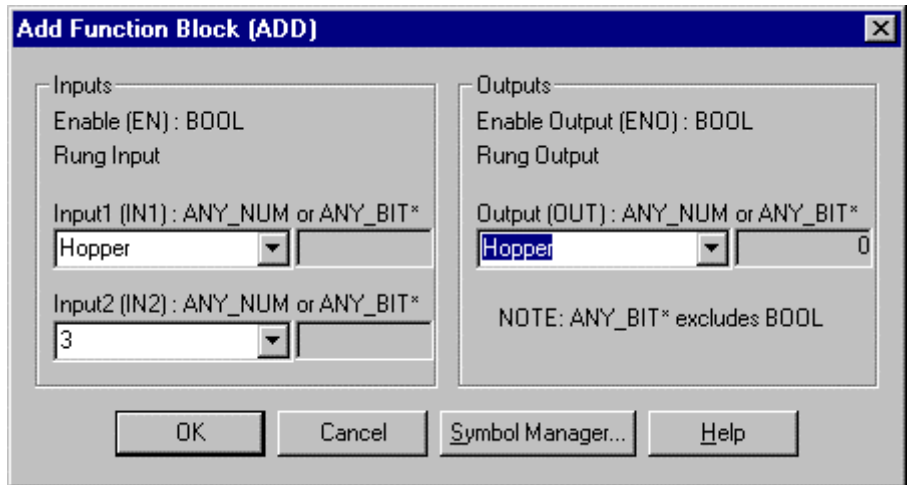 Add Function Block (ADD)
Inputs
Enable (EN) : BOOL
Rung Input
Input1 (IN1) : ANY_NUM or ANY_BIT*
Hopper
Input2 (IN2) : ANY_NUM or ANY_BIT*
3
Outputs
Enable Output (ENO) : BOOL
Rung Output
Output (OUT) : ANY_NUM or ANY_BIT*
Hopper 0
NOTE: ANY_BIT* excludes BOOL
OK Cancel Symbol Manager... Help